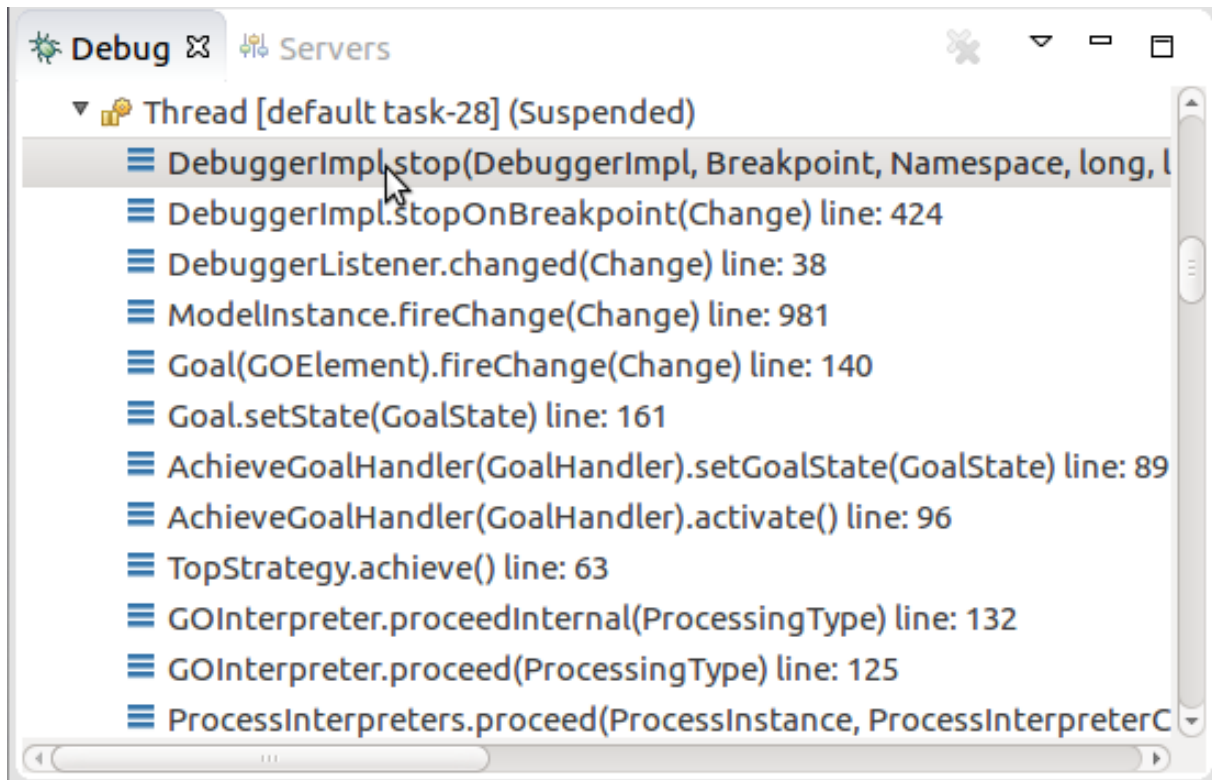 Debug Servers
Thread [default task-28] (Suspended)
DebuggerImpl.stop(DebuggerImpl, Breakpoint, Namespace, long, l
DebuggerImpl.stopOnBreakpoint(Change) line: 424
DebuggerListener.changed(Change) line: 38
ModelInstance.fireChange(Change) line: 981
Goal(GOElement).fireChange(Change) line: 140
Goal.setState(GoalState) line: 161
AchieveGoalHandler(GoalHandler).setGoalState(GoalState) line: 89
AchieveGoalHandler(GoalHandler).activate() line: 96
TopStrategy.achieve() line: 63
GOInterpreter.proceedInternal(ProcessingType) line: 132
GOInterpreter.proceed(ProcessingType) line: 125
ProcessInterpreters.proceed(ProcessInstance, ProcessInterpreterC